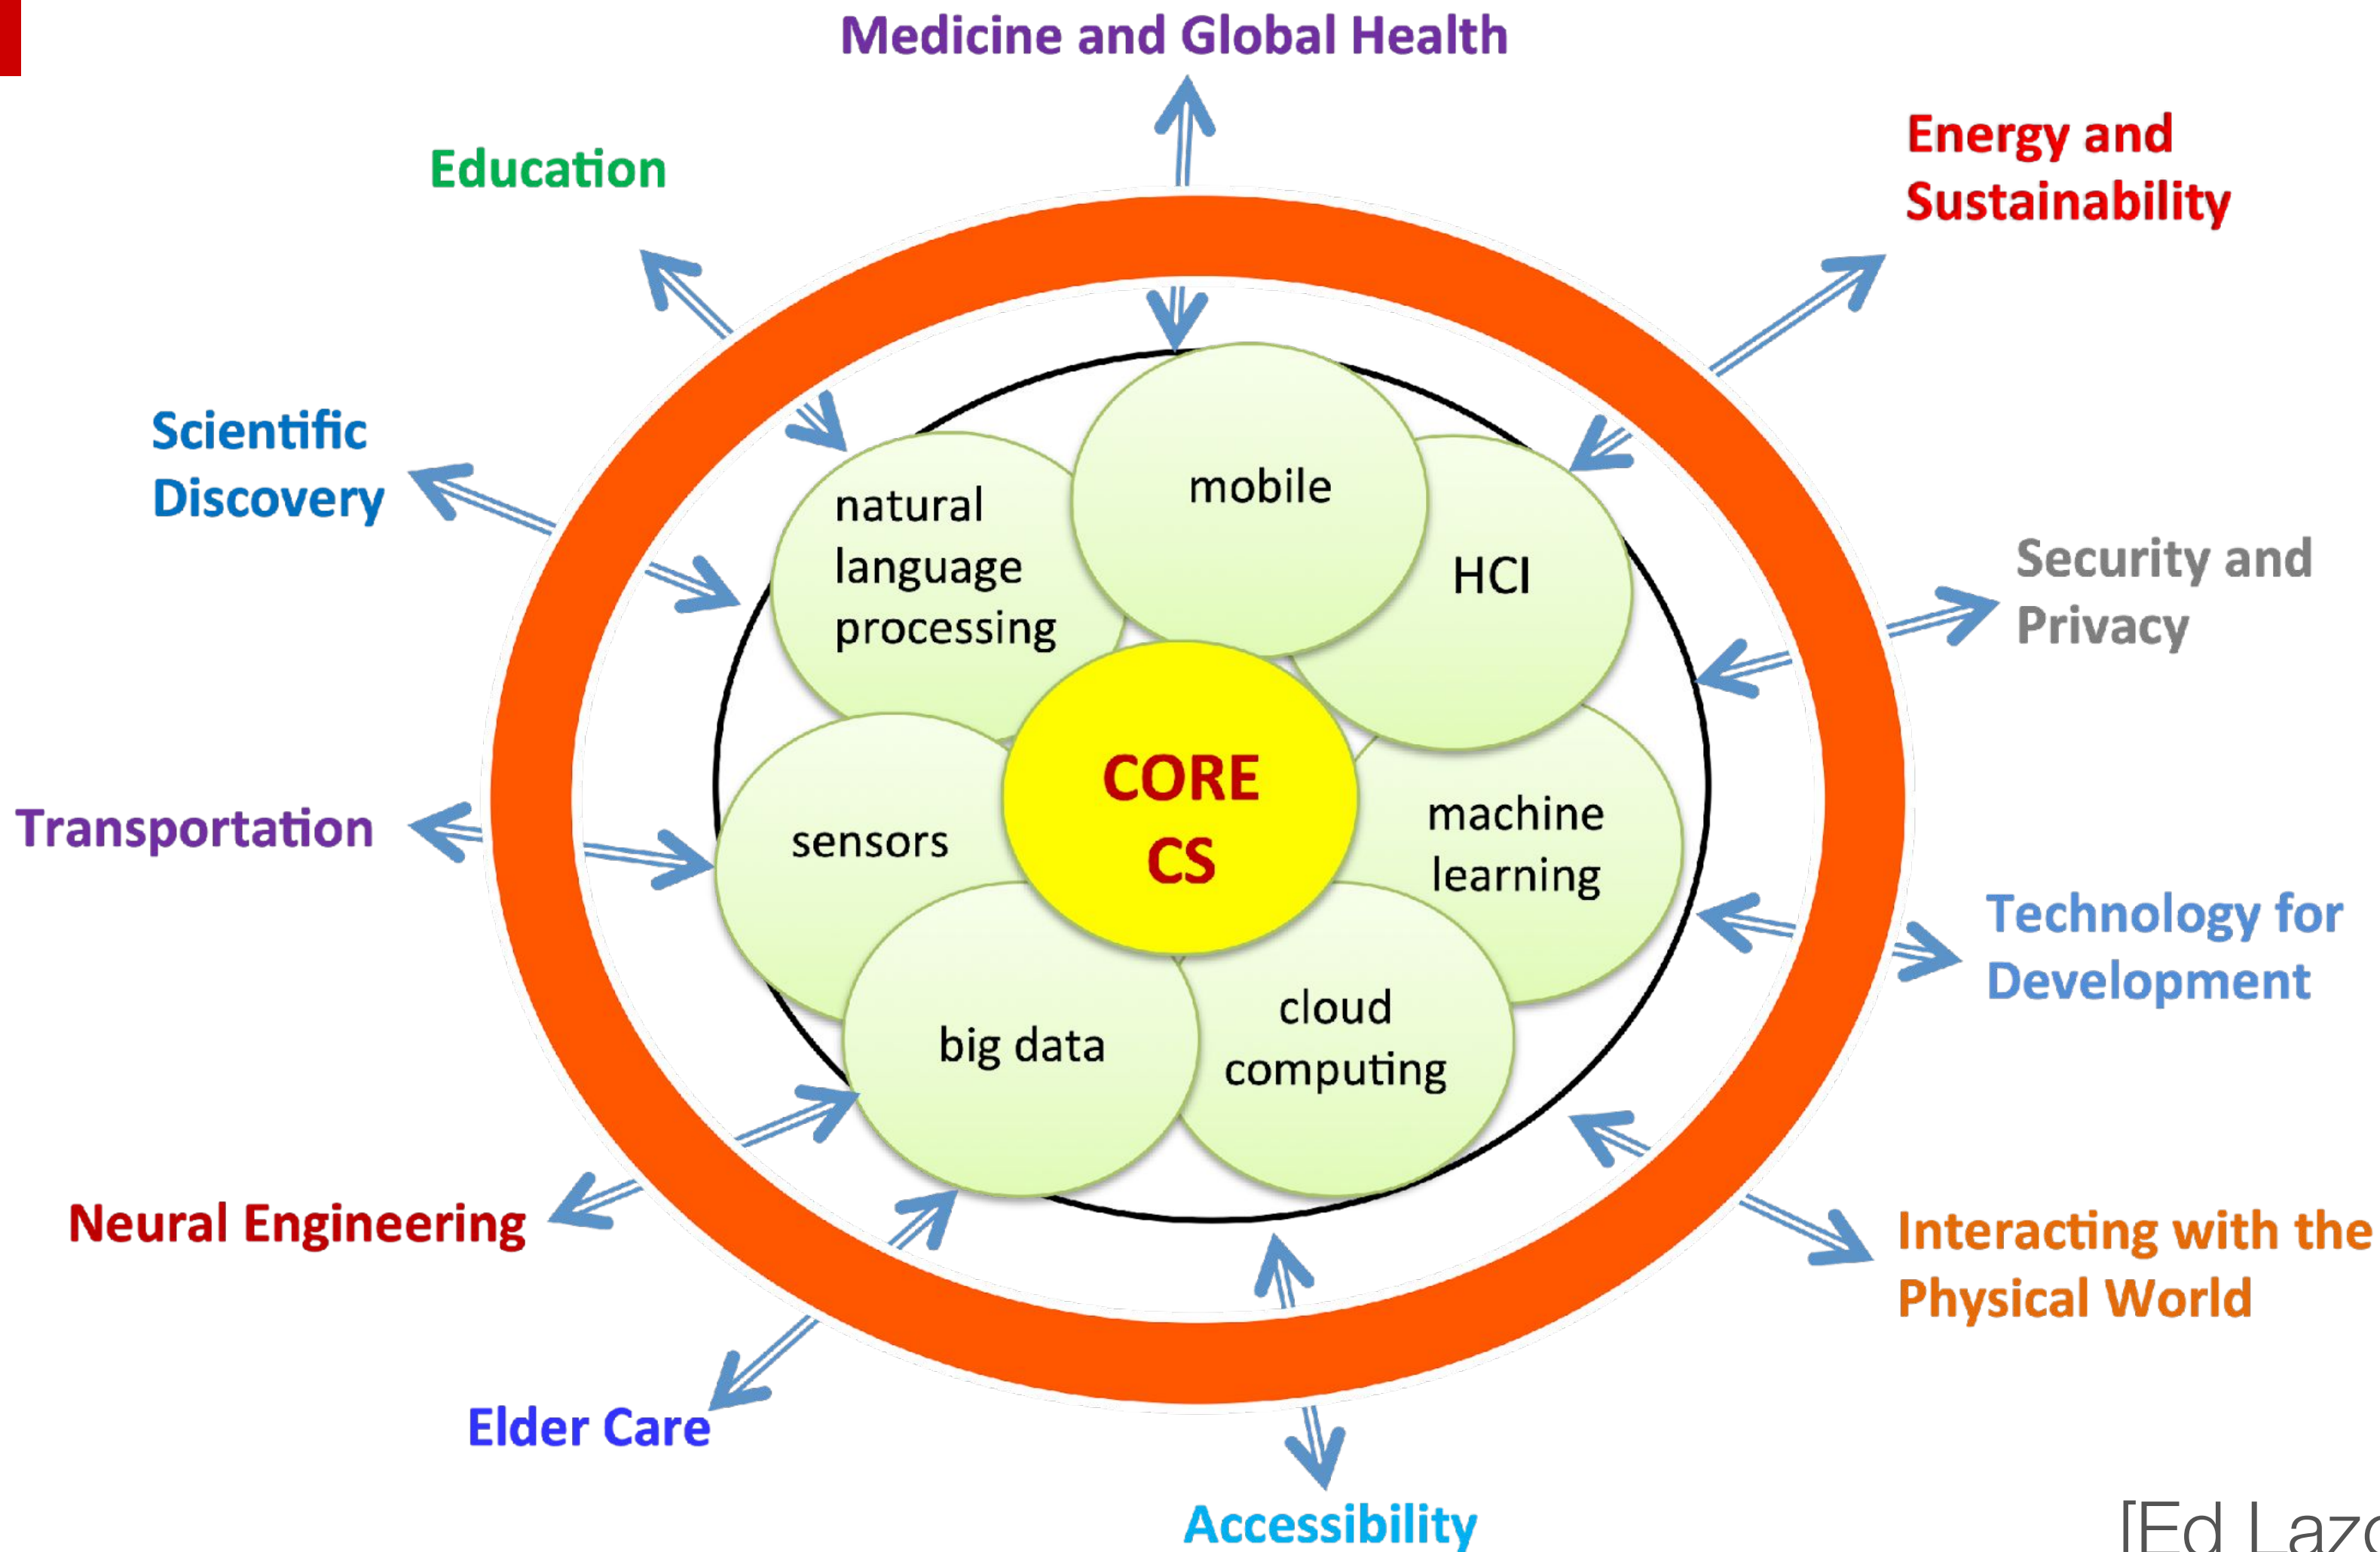 Medicine and Global Health
Education
Energy and
Sustainability
Scientific
Discovery
Security and
Privacy
Transportation
Technology for
Development
Neural Engineering
Interacting with the
Physical World
Elder Care
Accessibility
natural
language
processing
mobile
HCI
CORE
CS
sensors
machine
learning
big data
cloud
computing
[Ed